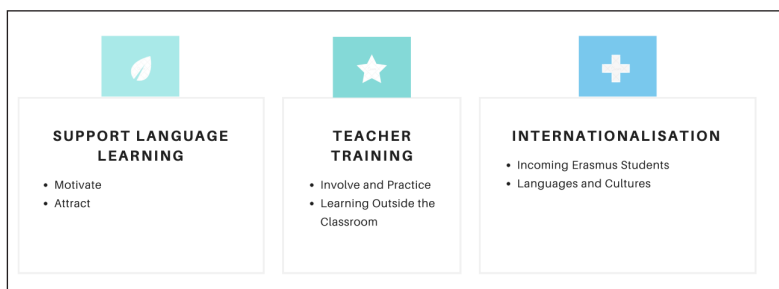 SUPPORT LANGUAGE
LEARNING
• Motivate
• Attract
TEACHER
TRAINING
• Involve and Practice
• Learning Outside the
Classroom
INTERNATIONALISATION
• Incoming Erasmus Students
• Languages and Cultures